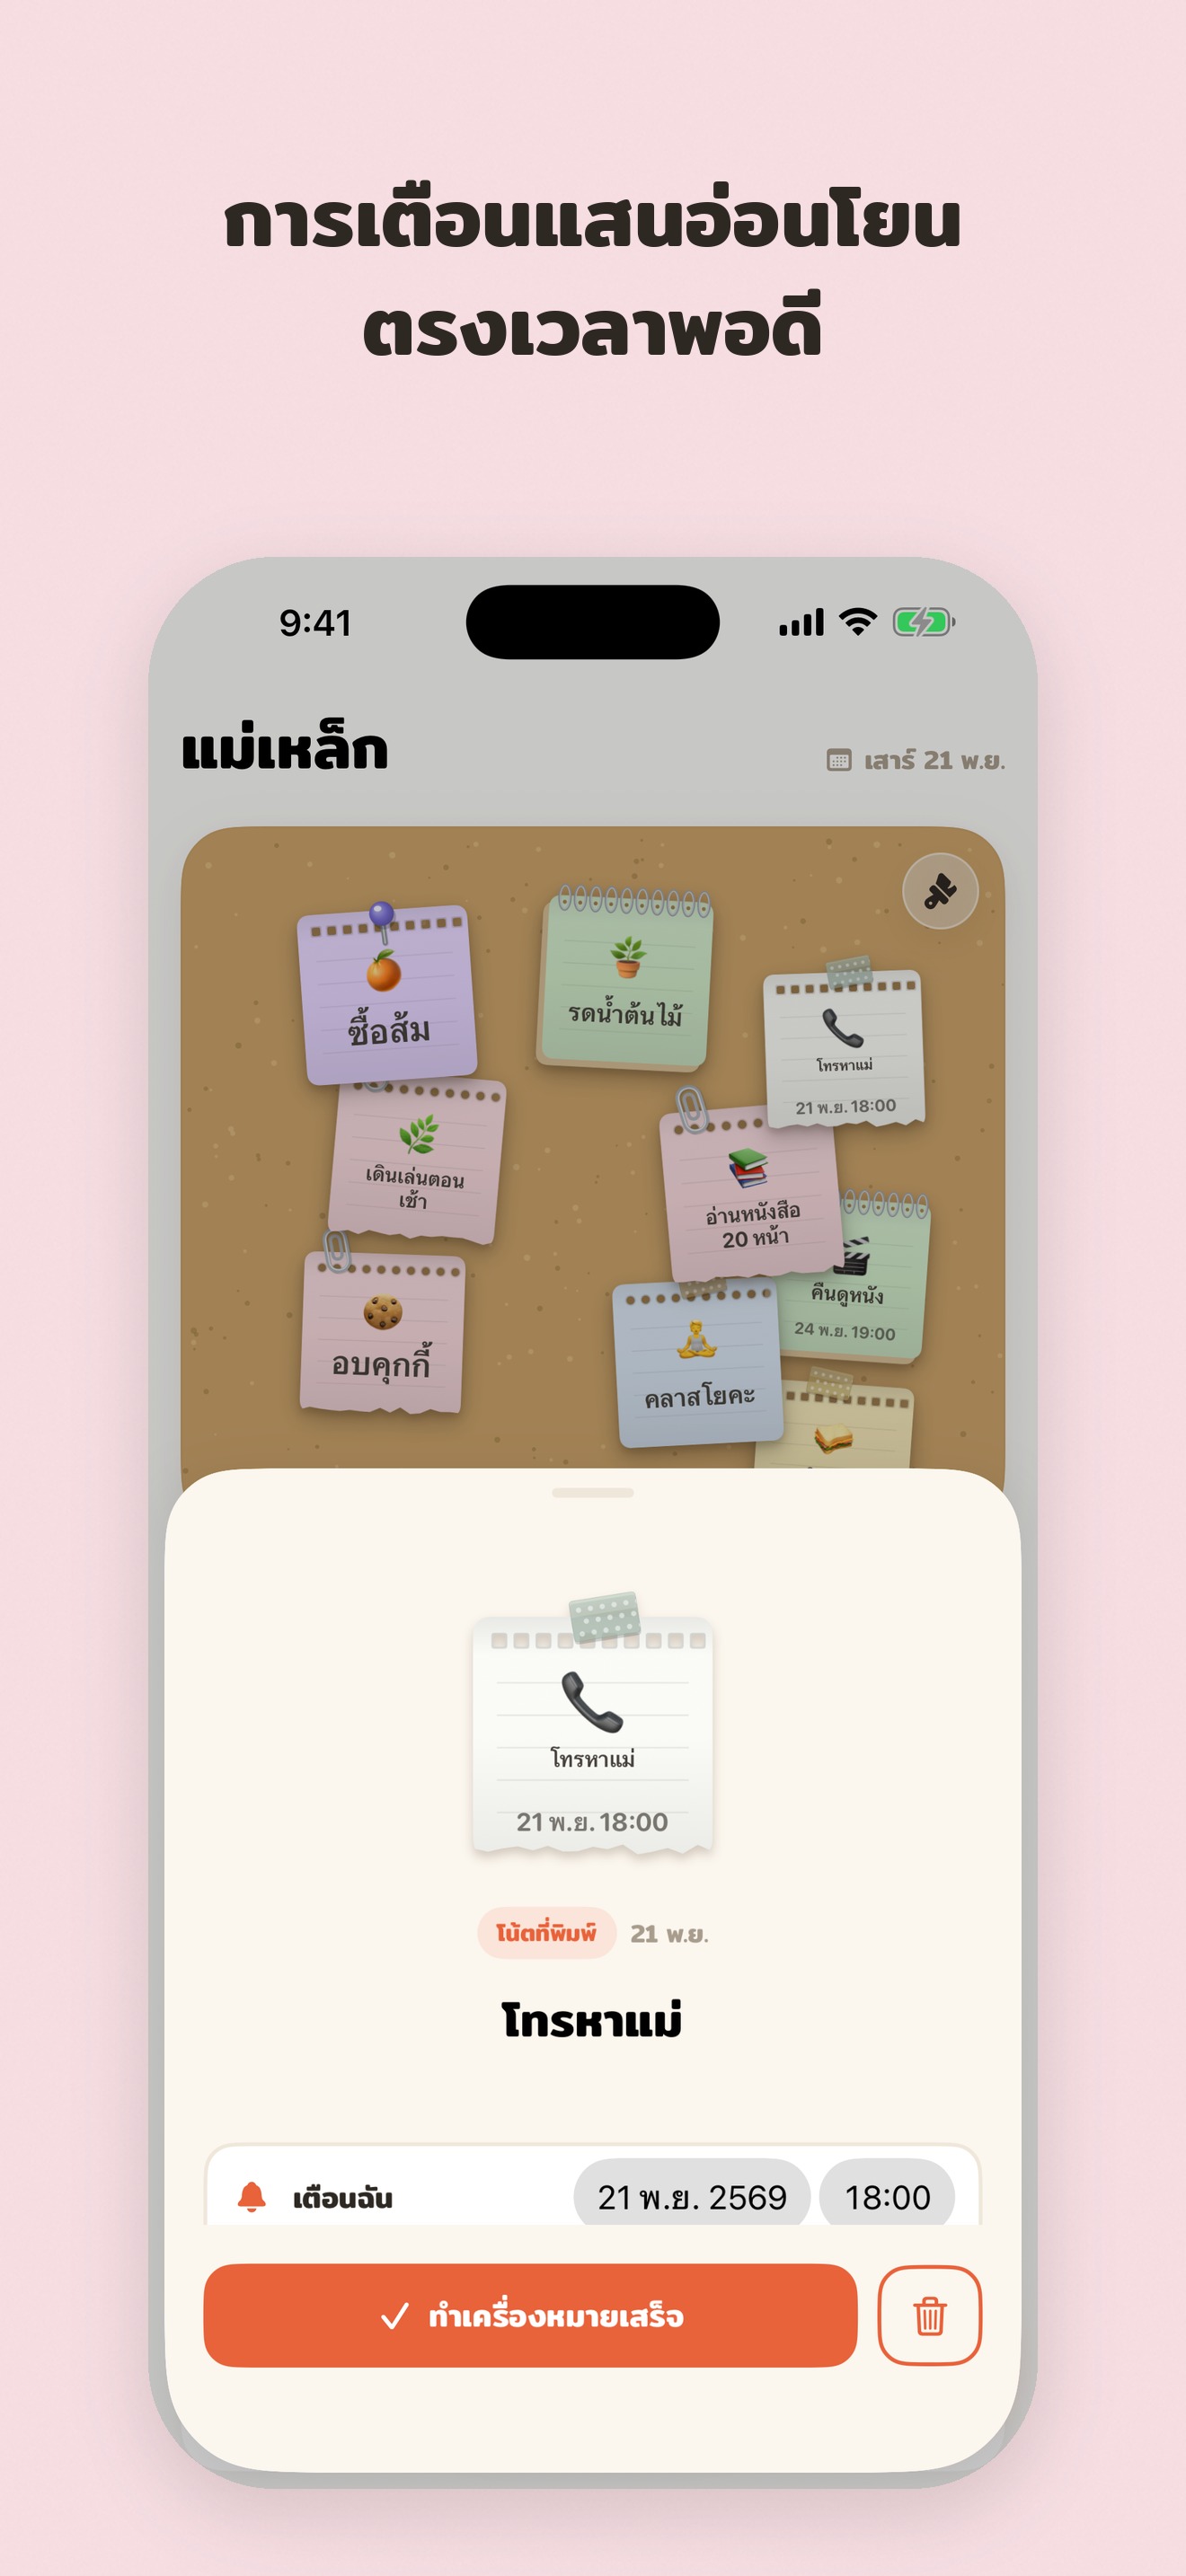 การเตือนแสนอ่อนโยน
ตรงเวลาพอดี
9:41
แม่เหล็ก
เสาร์ 21 พ.ย.
ซื้อส้ม
รดน้ำต้นไม้
โทรหาแม่
21 พ.ย. 18:00
เดินเล่นตอน
เช้า
อ่านหนังสือ
20 หน้า
คืนดูหนัง
24 พ.ย. 19:00
อบคุกกี้
คลาสโยคะ
โทรหาแม่
21 พ.ย. 18:00
โน้ตที่พิมพ์ 21 พ.ย.
โทรหาแม่
เตือนฉัน 21 พ.ย. 2569 18:00
ทำเครื่องหมายเสร็จ